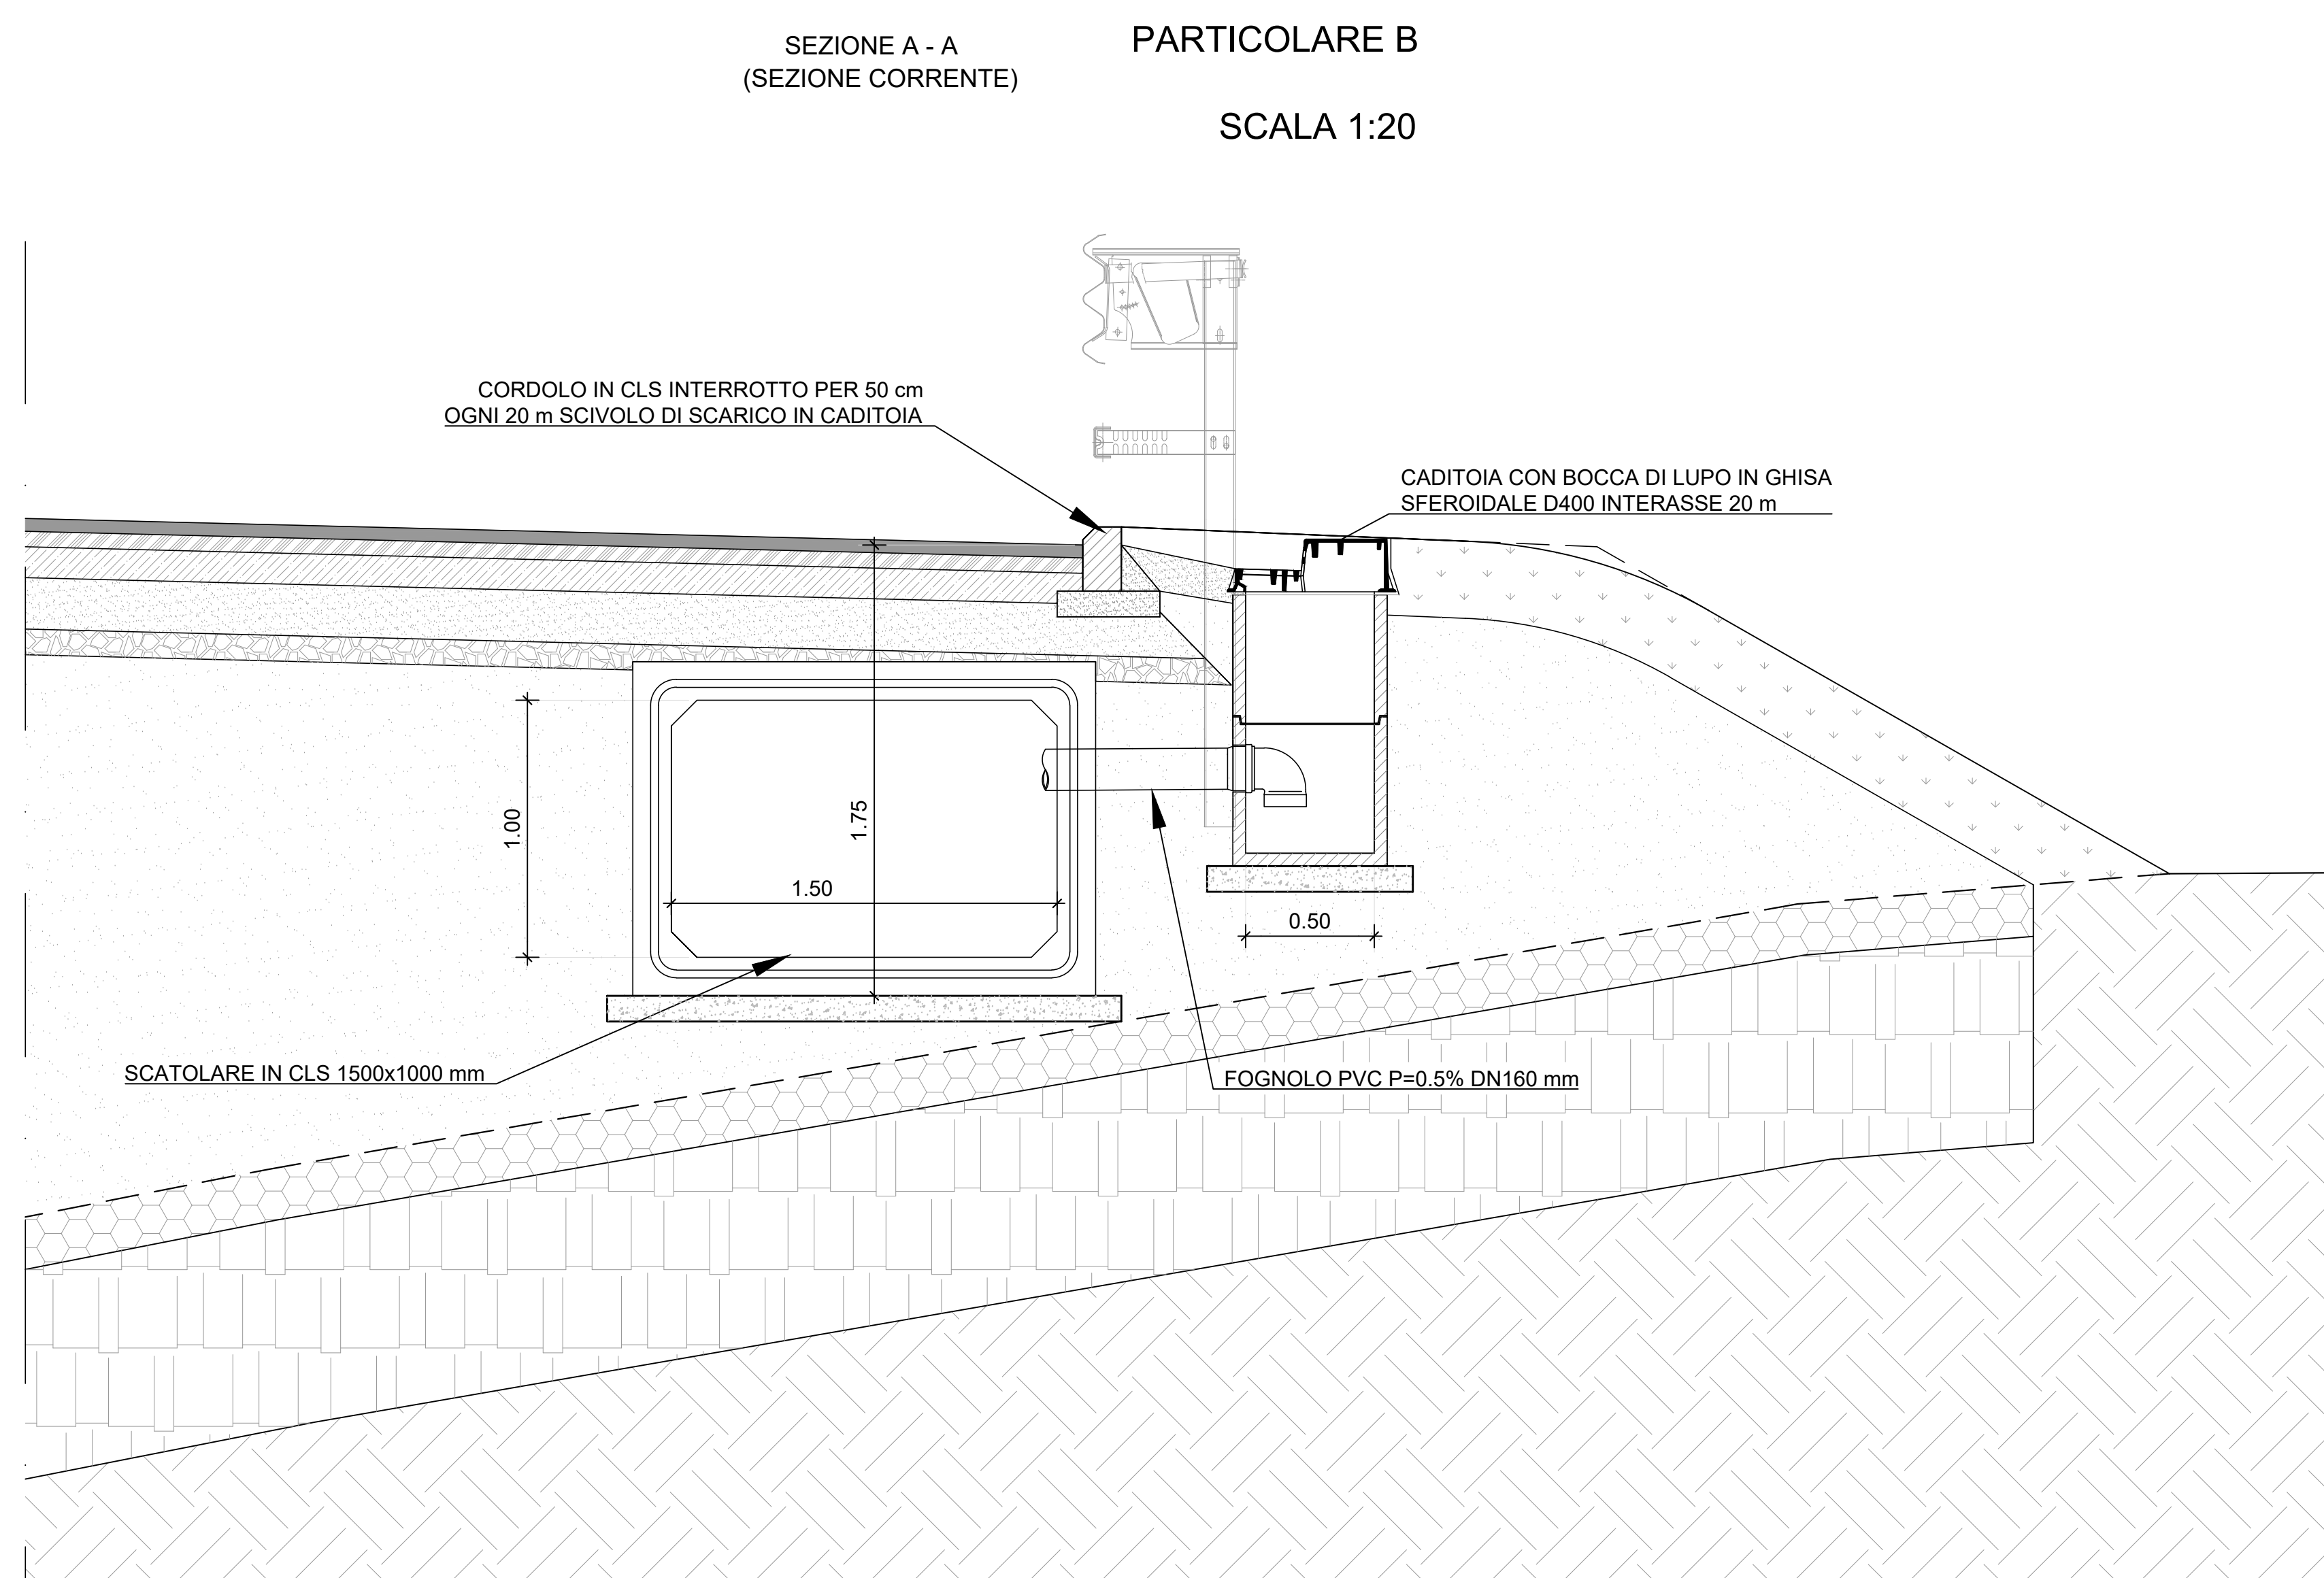 SEZIONE A - A
(SEZIONE CORRENTE)
PARTICOLARE B
SCALA 1:20
CORDOLO IN CLS INTERROTTO PER 50 cm
OGNI 20 m SCIVOLO DI SCARICO IN CADITOIA
CADITOIA CON BOCCA DI LUPO IN GHISA
SFEROIDALE D400 INTERASSE 20 m
1.00
1.75
1.50
0.50
SCATOLARE IN CLS 1500x1000 mm
FOGNOLO PVC P=0.5% DN160 mm